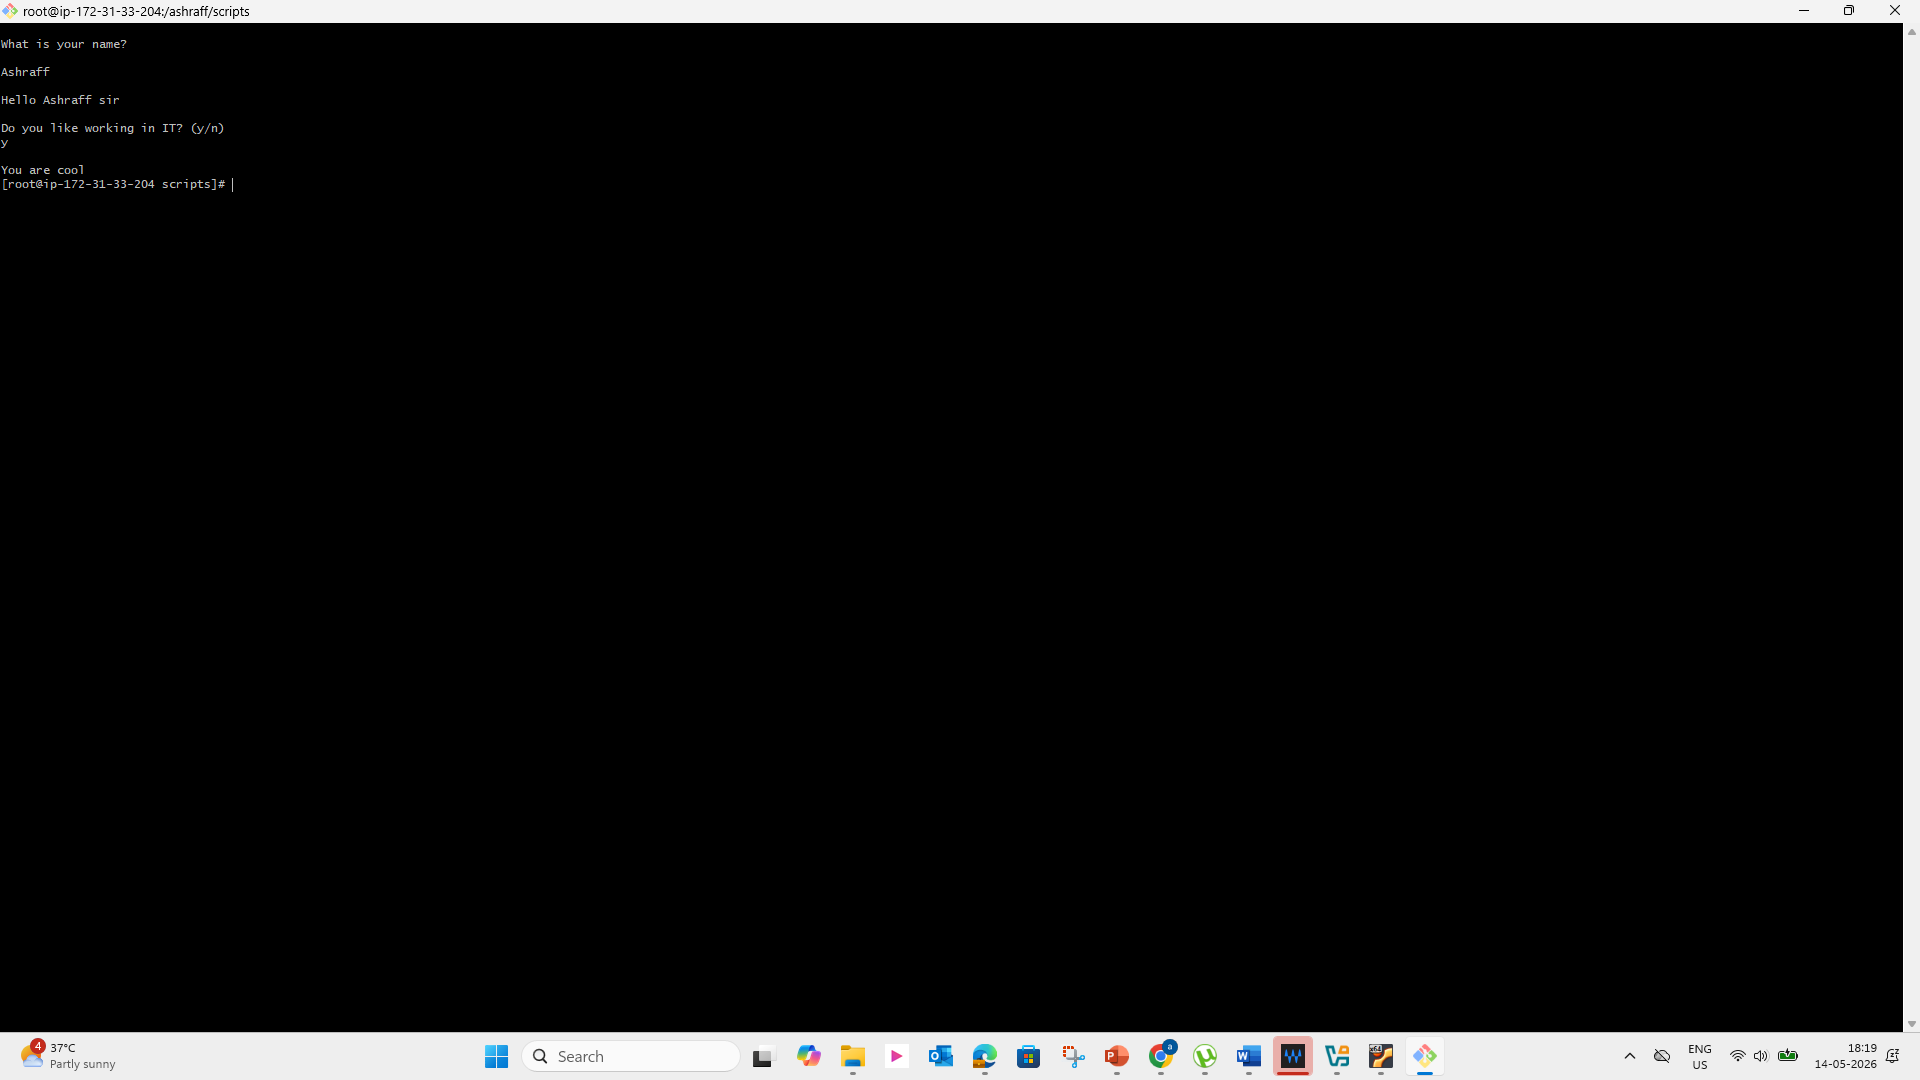 root@ip-172-31-33-204:/ashraff/scripts
What is your name?
Ashraff
Hello Ashraff sir
Do you like working in IT? (y/n)
y
You are cool
[root@ip-172-31-33-204 scripts]#
4
37°C
Partly sunny
Search
a
ENG
US
18:19
14-05-2026